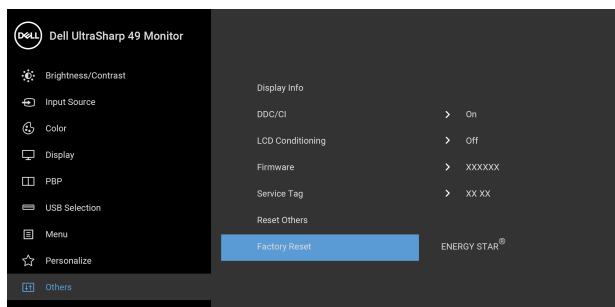 DELL Dell UltraSharp 49 Monitor
Brightness/Contrast
Input Source
Color
Display
PBP
USB Selection
Menu
Personalize
Others
Display Info
DDC/CI > On
LCD Conditioning > Off
Firmware > XXXXXX
Service Tag > XX XX
Reset Others
Factory Reset ENERGY STAR®